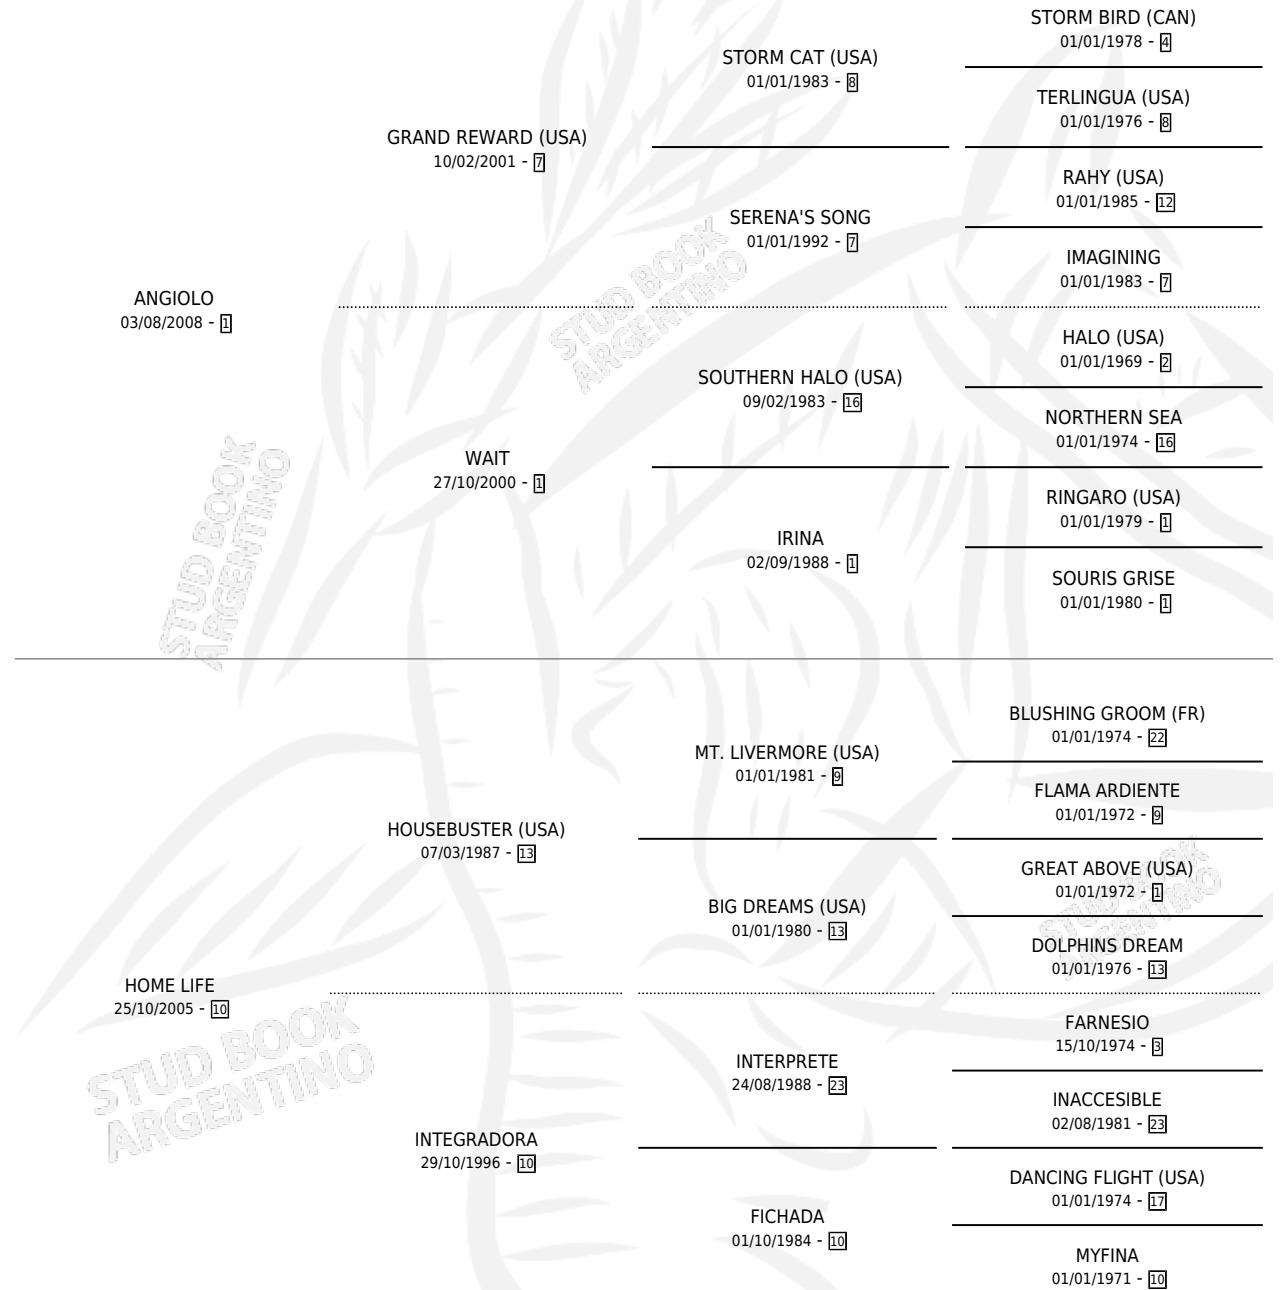 STORM BIRD (CAN)
01/01/1978 - 4
STORM CAT (USA)
01/01/1983 - 8
TERLINGUA (USA)
01/01/1976 - 8
GRAND REWARD (USA)
10/02/2001 - 7
RAHY (USA)
01/01/1985 - 12
SERENA'S SONG
01/01/1992 - 7
IMAGINING
01/01/1983 - 7
ANGIOLO
03/08/2008 - 1
HALO (USA)
01/01/1969 - 2
SOUTHERN HALO (USA)
09/02/1983 - 16
NORTHERN SEA
01/01/1974 - 16
WAIT
27/10/2000 - 1
RINGARO (USA)
01/01/1979 - 1
IRINA
02/09/1988 - 1
SOURIS GRISE
01/01/1980 - 1
BLUSHING GROOM (FR)
01/01/1974 - 22
MT. LIVERMORE (USA)
01/01/1981 - 9
FLAMA ARDIENTE
01/01/1972 - 9
HOUSEBUSTER (USA)
07/03/1987 - 13
GREAT ABOVE (USA)
01/01/1972 - 1
BIG DREAMS (USA)
01/01/1980 - 13
DOLPHINS DREAM
01/01/1976 - 13
HOME LIFE
25/10/2005 - 10
FARNESIO
15/10/1974 - 3
INTERPRETE
24/08/1988 - 23
INACCESIBLE
02/08/1981 - 23
INTEGRADORA
29/10/1996 - 10
DANCING FLIGHT (USA)
01/01/1974 - 17
FICHADA
01/10/1984 - 10
MYFINA
01/01/1971 - 10
STUD BOOK
ARGENTINO
STUD BOOK
ARGENTINO
STUD BOOK
ARGENTINO
STUD BOOK
ARGENTINO